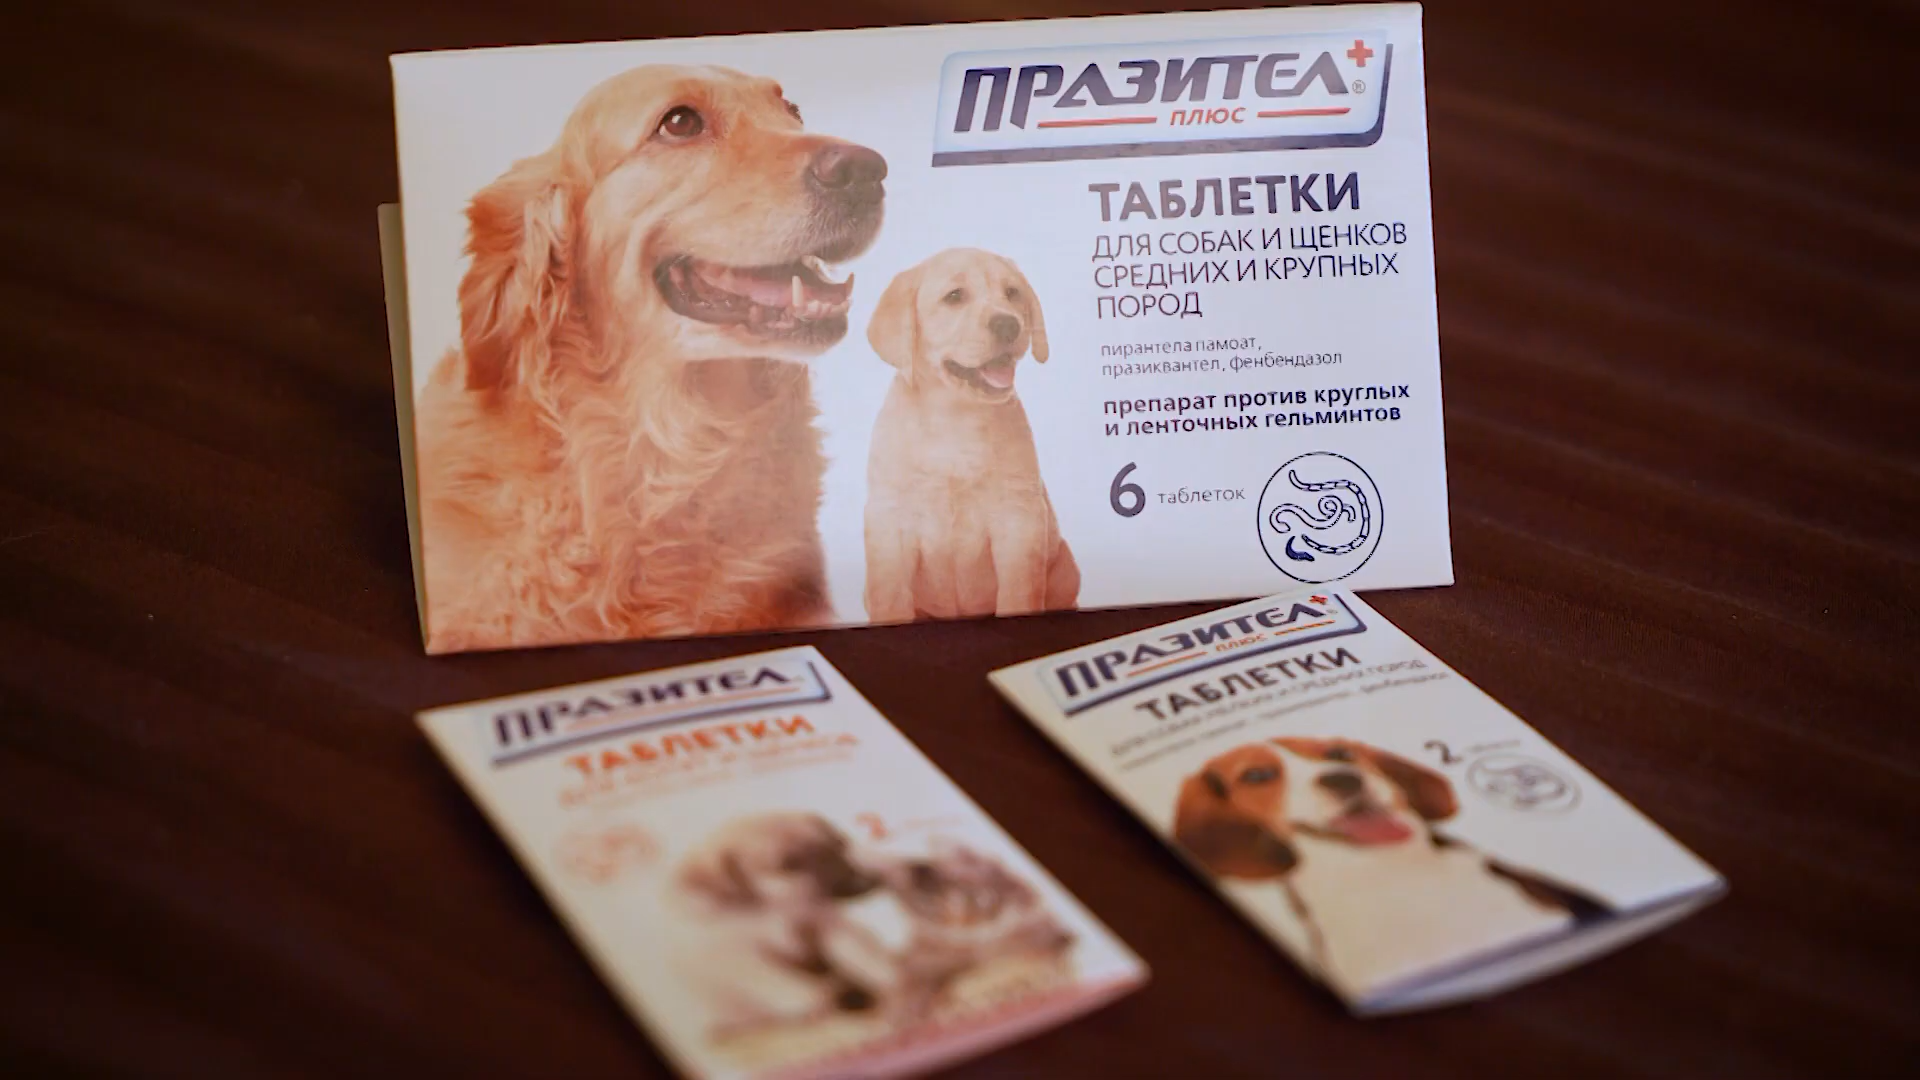 ПРАЗИТЕЛ+®
ПЛЮС
ТАБЛЕТКИ
ДЛЯ СОБАК И ЩЕНКОВ
СРЕДНИХ И КРУПНЫХ
ПОРОД
пирантела памоат,
празиквантел, фенбендазол
препарат против круглых
и ленточных гельминтов
6 таблеток
ПРАЗИТЕЛ
ТАБЛЕТКИ
2
ПРАЗИТЕЛ+
ПЛЮС
ТАБЛЕТКИ
2